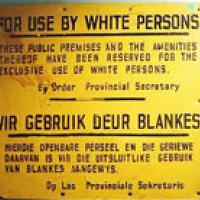 FOR USE BY WHITE PERSONS
THESE PUBLIC PREMISES AND THE AMENITIES
THEREOF HAVE BEEN RESERVED FOR THE
EXCLUSIVE USE OF WHITE PERSONS.
By Order Provincial Secretary
VIR GEBRUIK DEUR BLANKES
HIERDIE OPENBARE PERSEEL EN DIE GERIEWE
DAARVAN IS VIR DIE UITSLUITLIKE GEBRUIK
VAN BLANKES AANGEWYS.
Op Las Provinsiale Sekretaris